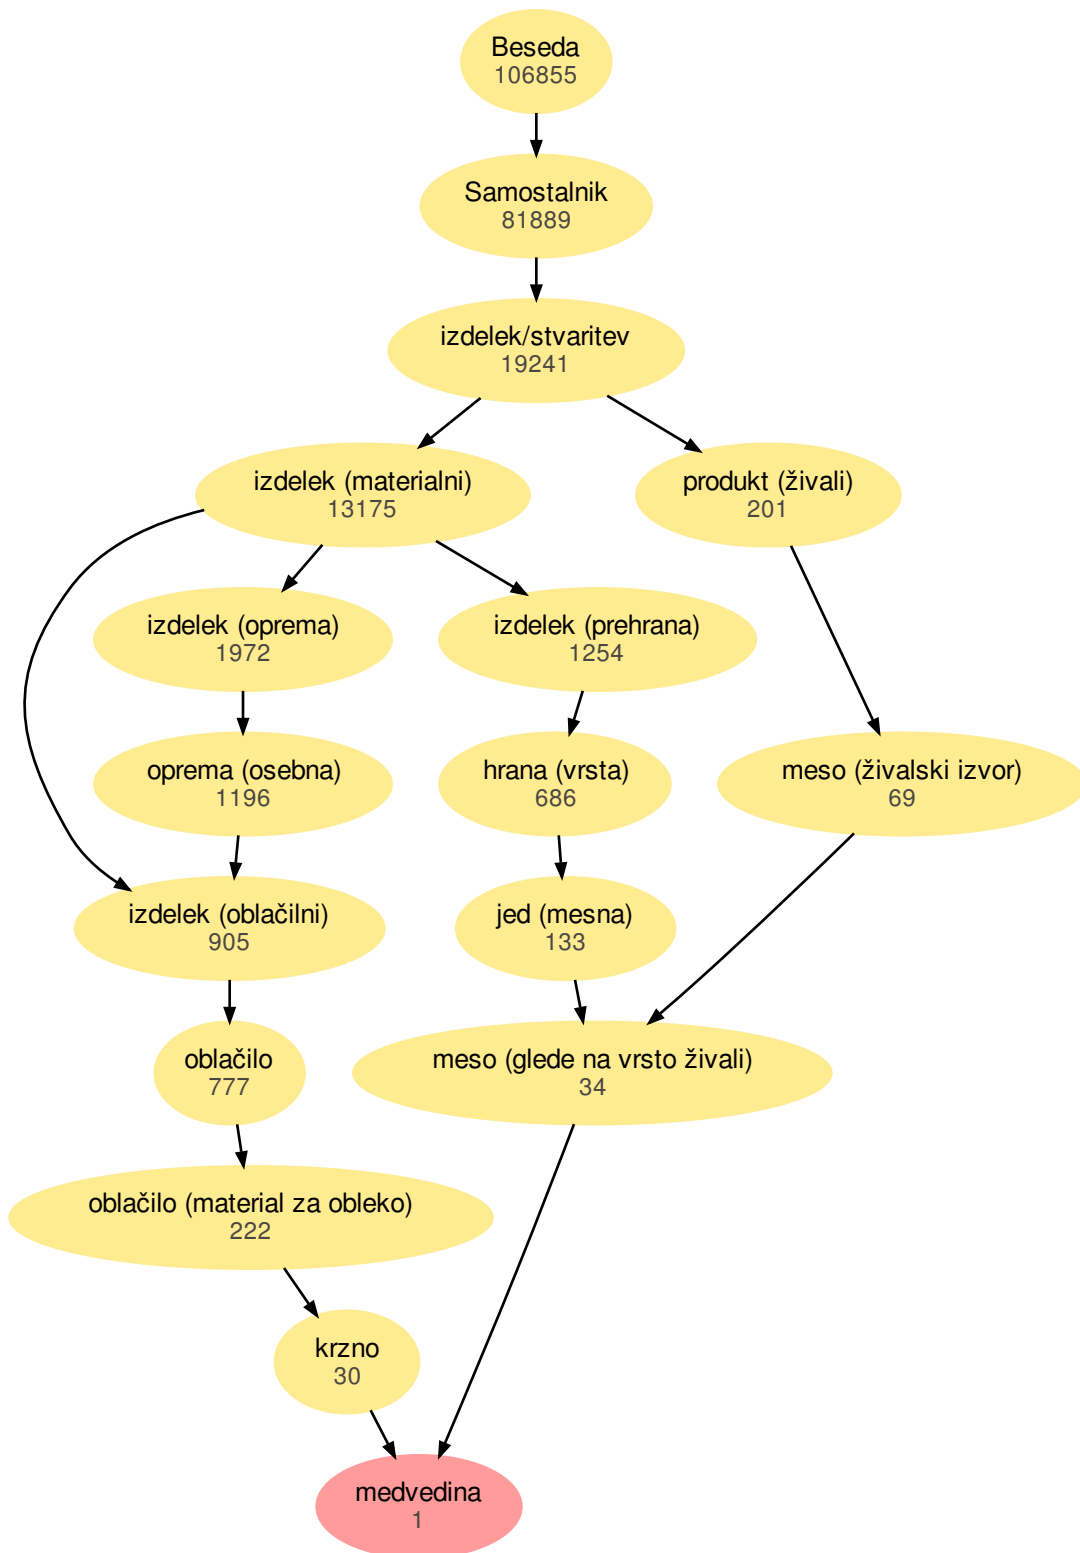 Beseda
106855
Samostalnik
81889
izdelek/stvaritev
19241
izdelek (materialni)
13175
produkt (živali)
201
izdelek (oprema)
1972
izdelek (prehrana)
1254
oprema (osebna)
1196
hrana (vrsta)
686
meso (živalski izvor)
69
izdelek (oblačilni)
905
jed (mesna)
133
oblačilo
777
meso (glede na vrsto živali)
34
oblačilo (material za obleko)
222
krzno
30
medvedina
1